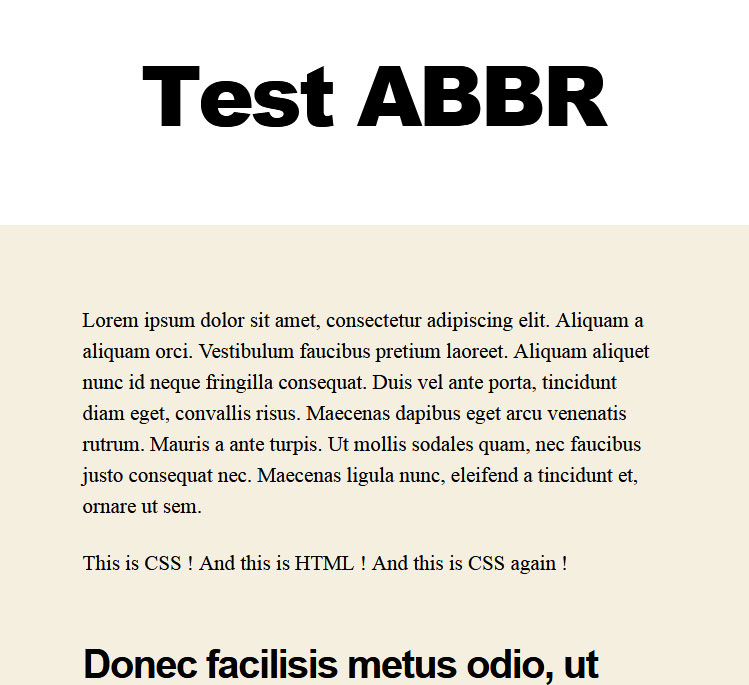 Test ABBR
Lorem ipsum dolor sit amet, consectetur adipiscing elit. Aliquam a
aliquam orci. Vestibulum faucibus pretium laoreet. Aliquam aliquet
nunc id neque fringilla consequat. Duis vel ante porta, tincidunt
diam eget, convallis risus. Maecenas dapibus eget arcu venenatis
rutrum. Mauris a ante turpis. Ut mollis sodales quam, nec faucibus
justo consequat nec. Maecenas ligula nunc, eleifend a tincidunt et,
ornare ut sem.
This is CSS ! And this is HTML ! And this is CSS again !
Donec facilisis metus odio, ut